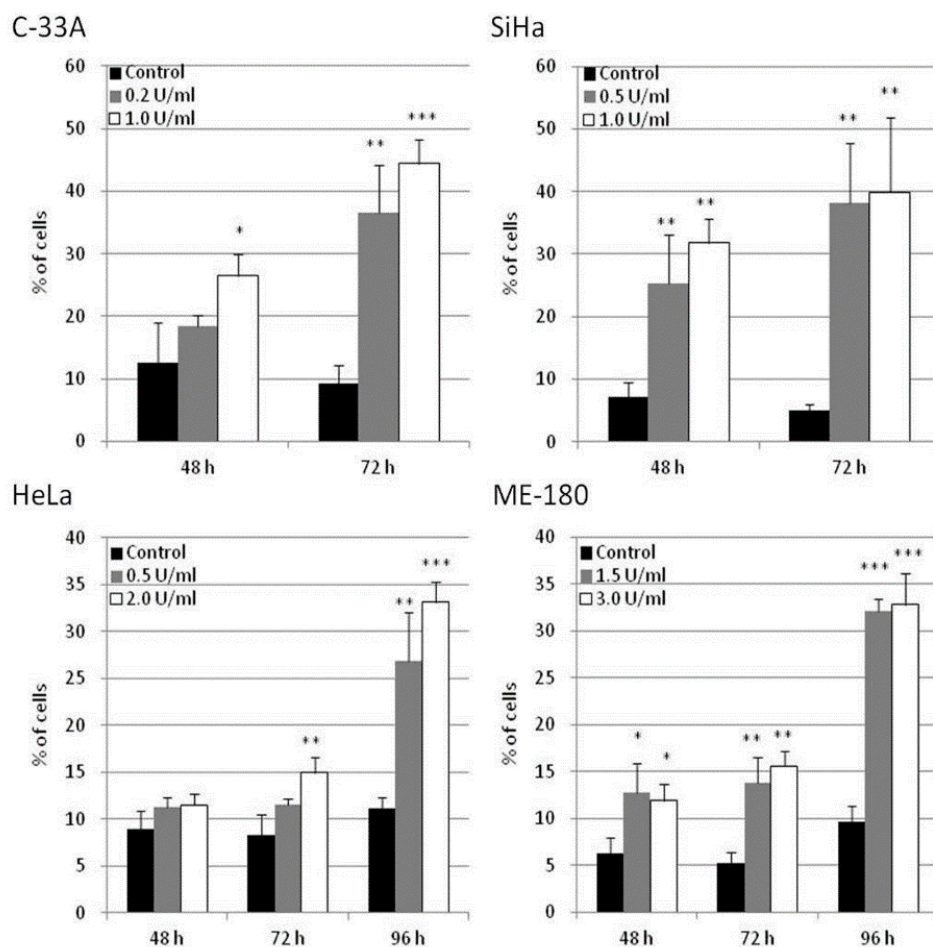 C-33A
60
50
40
30
20
10
0
% of cells
Control
0.2 U/ml
1.0 U/ml
*
**
***
48 h 72 h
SiHa
60
50
40
30
20
10
0
% of cells
Control
0.5 U/ml
1.0 U/ml
**
**
**
**
48 h 72 h
HeLa
40
35
30
25
20
15
10
5
0
% of cells
Control
0.5 U/ml
2.0 U/ml
**
**
***
48 h 72 h 96 h
ME-180
40
35
30
25
20
15
10
5
0
% of cells
Control
1.5 U/ml
3.0 U/ml
*
*
**
**
***
***
48 h 72 h 96 h